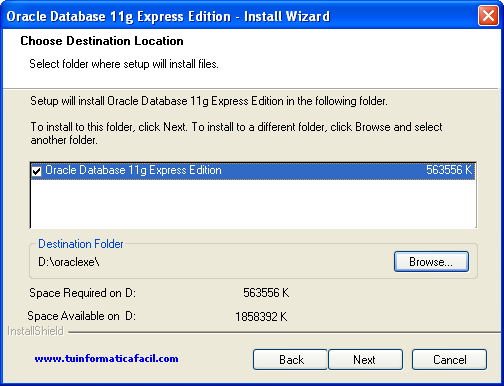 Oracle Database 11g Express Edition - Install Wizard
Choose Destination Location
Select folder where setup will install files.
Setup will install Oracle Database 11g Express Edition in the following folder.
To install to this folder, click Next. To install to a different folder, click Browse and select
another folder.
Oracle Database 11g Express Edition 563556 K
Destination Folder
D:\oraclexe\ Browse...
Space Required on D: 563556 K
Space Available on D: 1858392 K
InstallShield
www.tuinformaticafacil.com Back Next Cancel